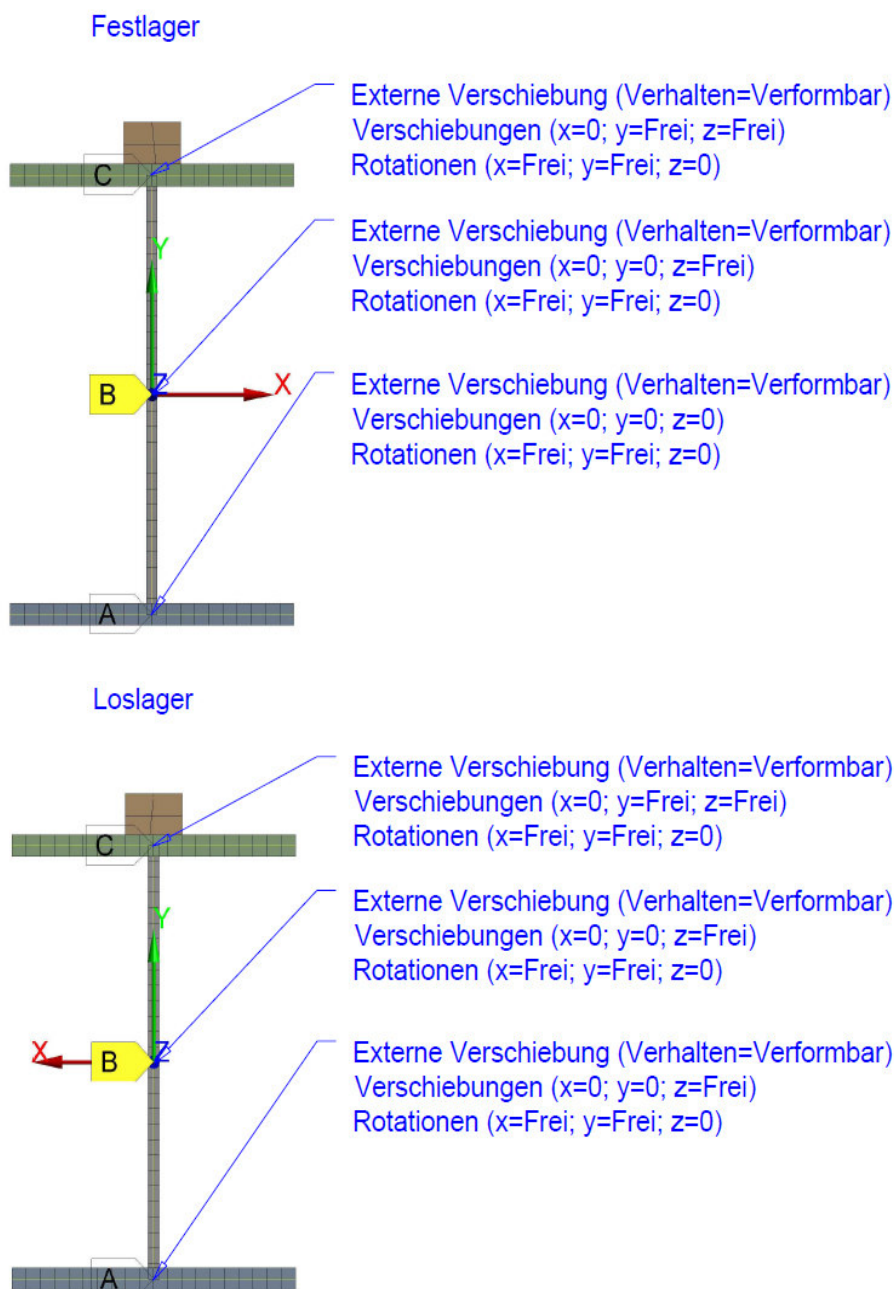 Festlager
Externe Verschiebung (Verhalten=Verformbar)
Verschiebungen (x=0; y=Frei; z=Frei)
Rotationen (x=Frei; y=Frei; z=0)
C
Y
Externe Verschiebung (Verhalten=Verformbar)
Verschiebungen (x=0; y=0; z=Frei)
Rotationen (x=Frei; y=Frei; z=0)
B
Z
X
Externe Verschiebung (Verhalten=Verformbar)
Verschiebungen (x=0; y=0; z=0)
Rotationen (x=Frei; y=Frei; z=0)
A
Loslager
Externe Verschiebung (Verhalten=Verformbar)
Verschiebungen (x=0; y=Frei; z=Frei)
Rotationen (x=Frei; y=Frei; z=0)
C
Y
Externe Verschiebung (Verhalten=Verformbar)
Verschiebungen (x=0; y=0; z=Frei)
Rotationen (x=Frei; y=Frei; z=0)
X
B
Z
Externe Verschiebung (Verhalten=Verformbar)
Verschiebungen (x=0; y=0; z=Frei)
Rotationen (x=Frei; y=Frei; z=0)
A